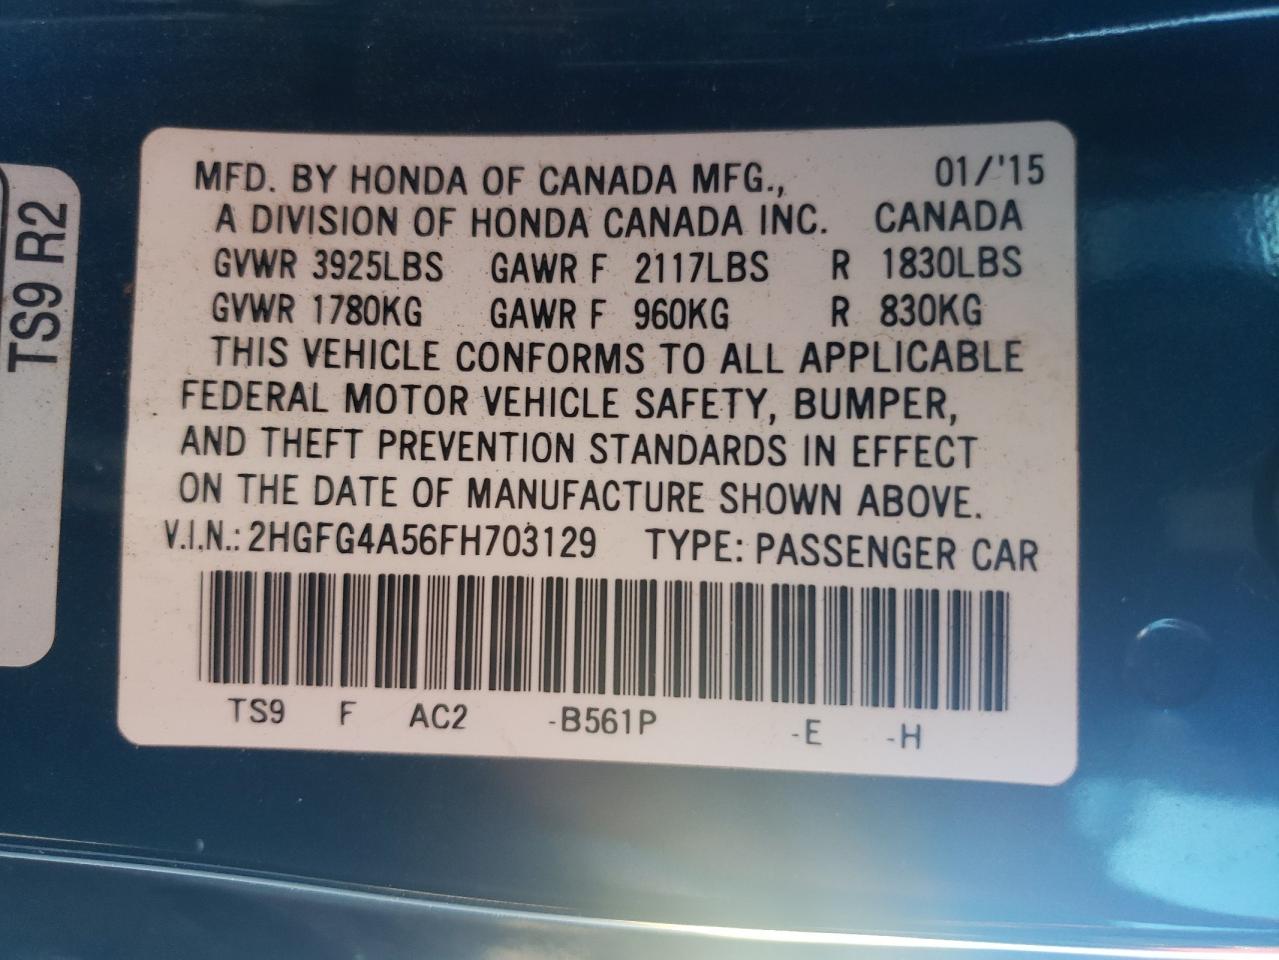 TS9 R2
MFD. BY HONDA OF CANADA MFG., 01/'15
A DIVISION OF HONDA CANADA INC. CANADA
GVWR 3925LBS GAWR F 2117LBS R 1830LBS
GVWR 1780KG GAWR F 960KG R 830KG
THIS VEHICLE CONFORMS TO ALL APPLICABLE
FEDERAL MOTOR VEHICLE SAFETY, BUMPER,
AND THEFT PREVENTION STANDARDS IN EFFECT
ON THE DATE OF MANUFACTURE SHOWN ABOVE.
V.I.N.: 2HGFG4A56FH703129 TYPE: PASSENGER CAR
TS9 F AC2 -B561P -E -H